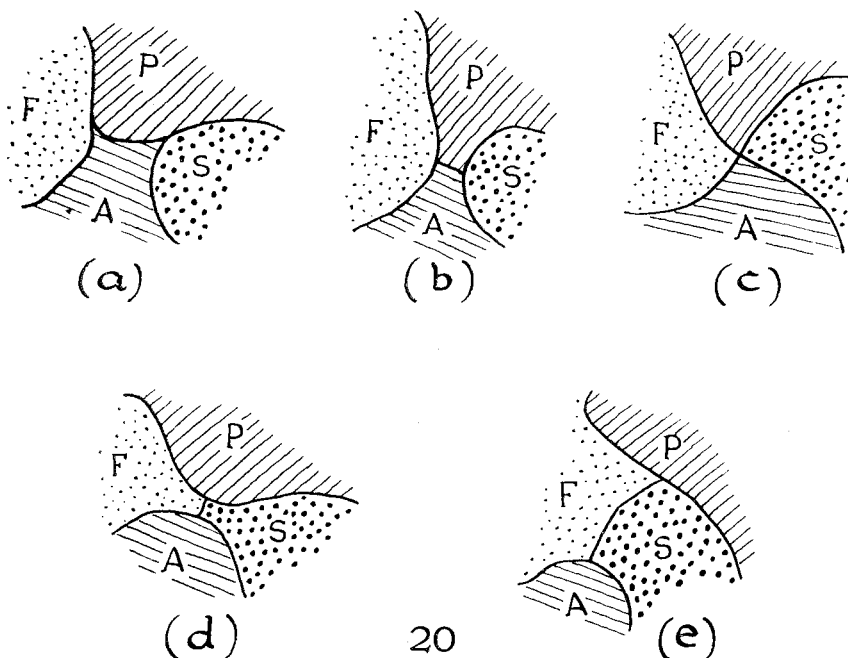 P P P
F F F
S S S
A A A
(a) (b) (c)
P P
F F
S S
A A
(d) 20 (e)